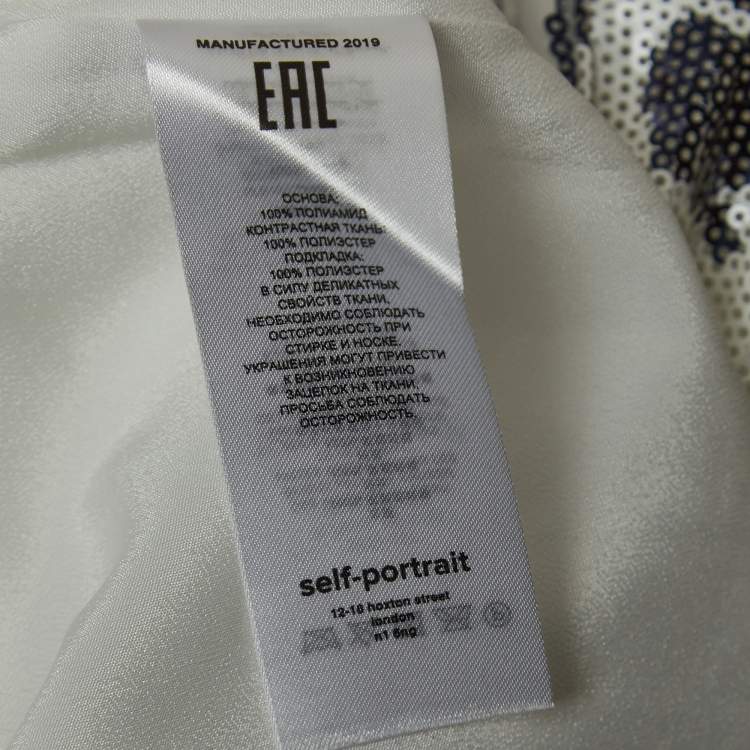 MANUFACTURED 2019
EAC
ОСНОВА:
100% ПОЛИАМИД
КОНТРАСТНАЯ ТКАНЬ:
100% ПОЛИЭСТЕР
ПОДКЛАДКА:
100% ПОЛИЭСТЕР
В СИЛУ ДЕЛИКАТНЫХ
СВОЙСТВ ТКАНИ,
НЕОБХОДИМО СОБЛЮДАТЬ
ОСТОРОЖНОСТЬ ПРИ
СТИРКЕ И НОСКЕ.
УКРАШЕНИЯ МОГУТ ПРИВЕСТИ
К ВОЗНИКНОВЕНИЮ
ЗАЦЕПОК НА ТКАНИ.
ПРОСЬБА СОБЛЮДАТЬ
ОСТОРОЖНОСТЬ.
self-portrait
12-18 hoxton street
london
n1 6ng